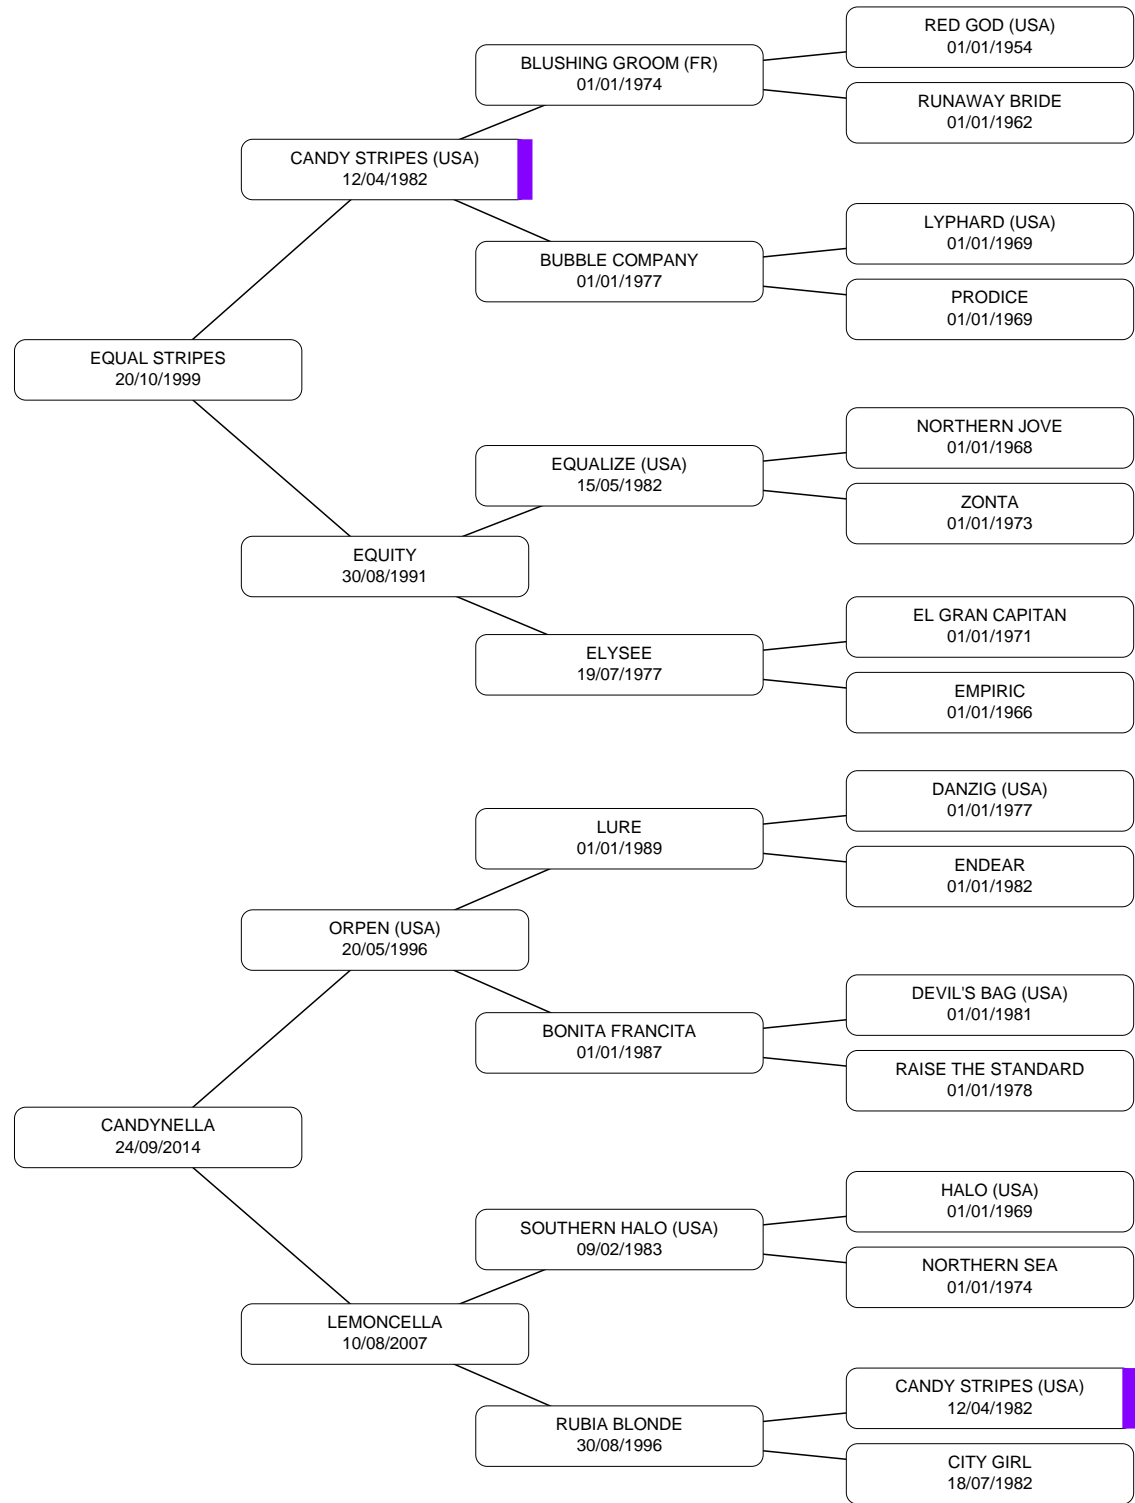 RED GOD (USA)
01/01/1954
BLUSHING GROOM (FR)
01/01/1974
RUNAWAY BRIDE
01/01/1962
CANDY STRIPES (USA)
12/04/1982
LYPHARD (USA)
01/01/1969
BUBBLE COMPANY
01/01/1977
PRODICE
01/01/1969
EQUAL STRIPES
20/10/1999
NORTHERN JOVE
01/01/1968
EQUALIZE (USA)
15/05/1982
ZONTA
01/01/1973
EQUITY
30/08/1991
EL GRAN CAPITAN
01/01/1971
ELYSEE
19/07/1977
EMPIRIC
01/01/1966
DANZIG (USA)
01/01/1977
LURE
01/01/1989
ENDEAR
01/01/1982
ORPEN (USA)
20/05/1996
DEVIL'S BAG (USA)
01/01/1981
BONITA FRANCITA
01/01/1987
RAISE THE STANDARD
01/01/1978
CANDYNELLA
24/09/2014
HALO (USA)
01/01/1969
SOUTHERN HALO (USA)
09/02/1983
NORTHERN SEA
01/01/1974
LEMONCELLA
10/08/2007
CANDY STRIPES (USA)
12/04/1982
RUBIA BLONDE
30/08/1996
CITY GIRL
18/07/1982